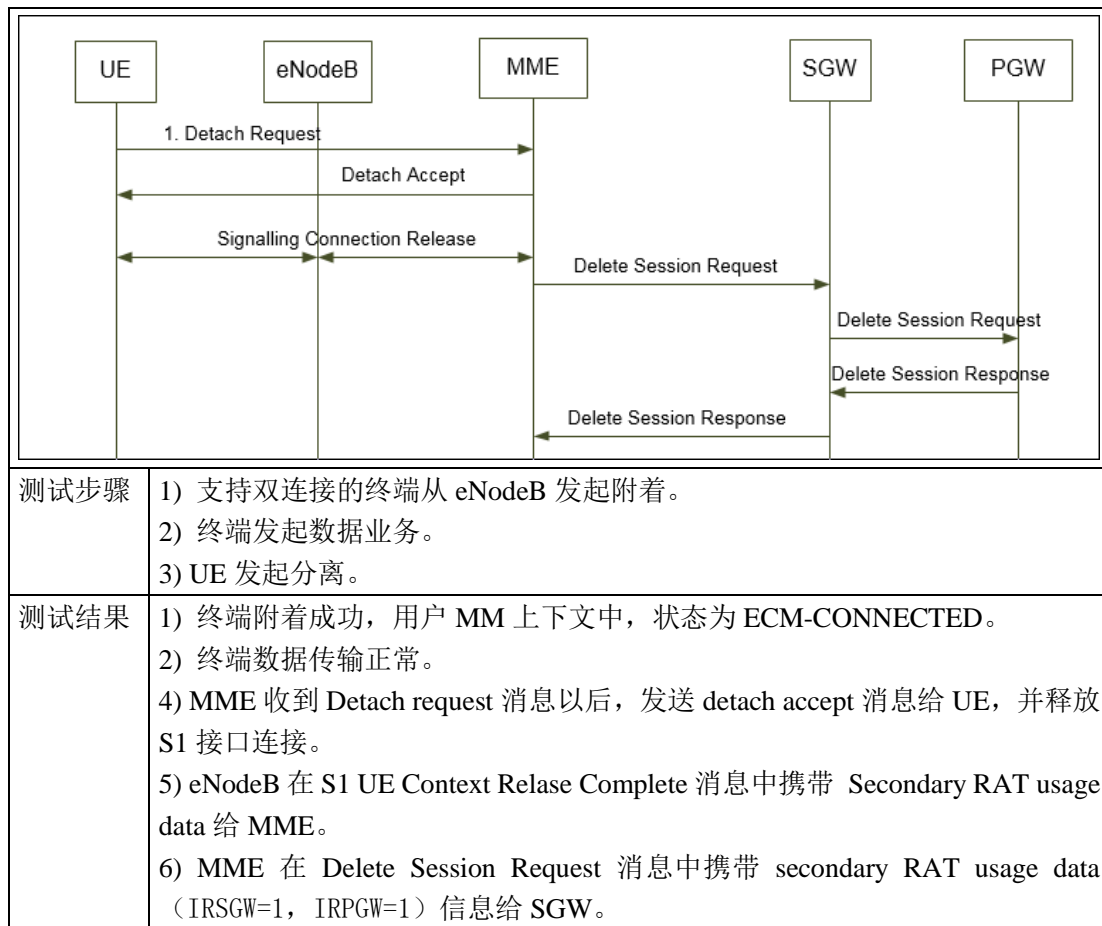 UE
eNodeB
MME
SGW
PGW
1. Detach Request
Detach Accept
Signalling Connection Release
Delete Session Request
Delete Session Request
Delete Session Response
Delete Session Response
测试步骤
1) 支持双连接的终端从 eNodeB 发起附着。
2) 终端发起数据业务。
3) UE 发起分离。
测试结果
1) 终端附着成功，用户 MM 上下文中，状态为 ECM-CONNECTED。
2) 终端数据传输正常。
4) MME 收到 Detach request 消息以后，发送 detach accept 消息给 UE，并释放
S1 接口连接。
5) eNodeB 在 S1 UE Context Relase Complete 消息中携带 Secondary RAT usage
data 给 MME。
6) MME 在 Delete Session Request 消息中携带 secondary RAT usage data
（IRSGW=1，IRPGW=1）信息给 SGW。